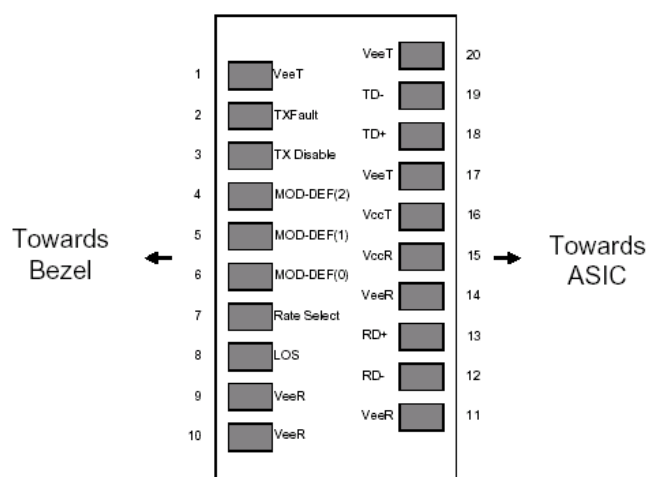 VeeT 20
1 VeeT
TD- 19
2 TXFault
TD+ 18
3 TX Disable
VeeT 17
4 MOD-DEF(2)
VccT 16
5 MOD-DEF(1)
Towards
Bezel
VccR 15
Towards
ASIC
6 MOD-DEF(0)
VeeR 14
7 Rate Select
RD+ 13
8 LOS
RD- 12
9 VeeR
VeeR 11
10 VeeR